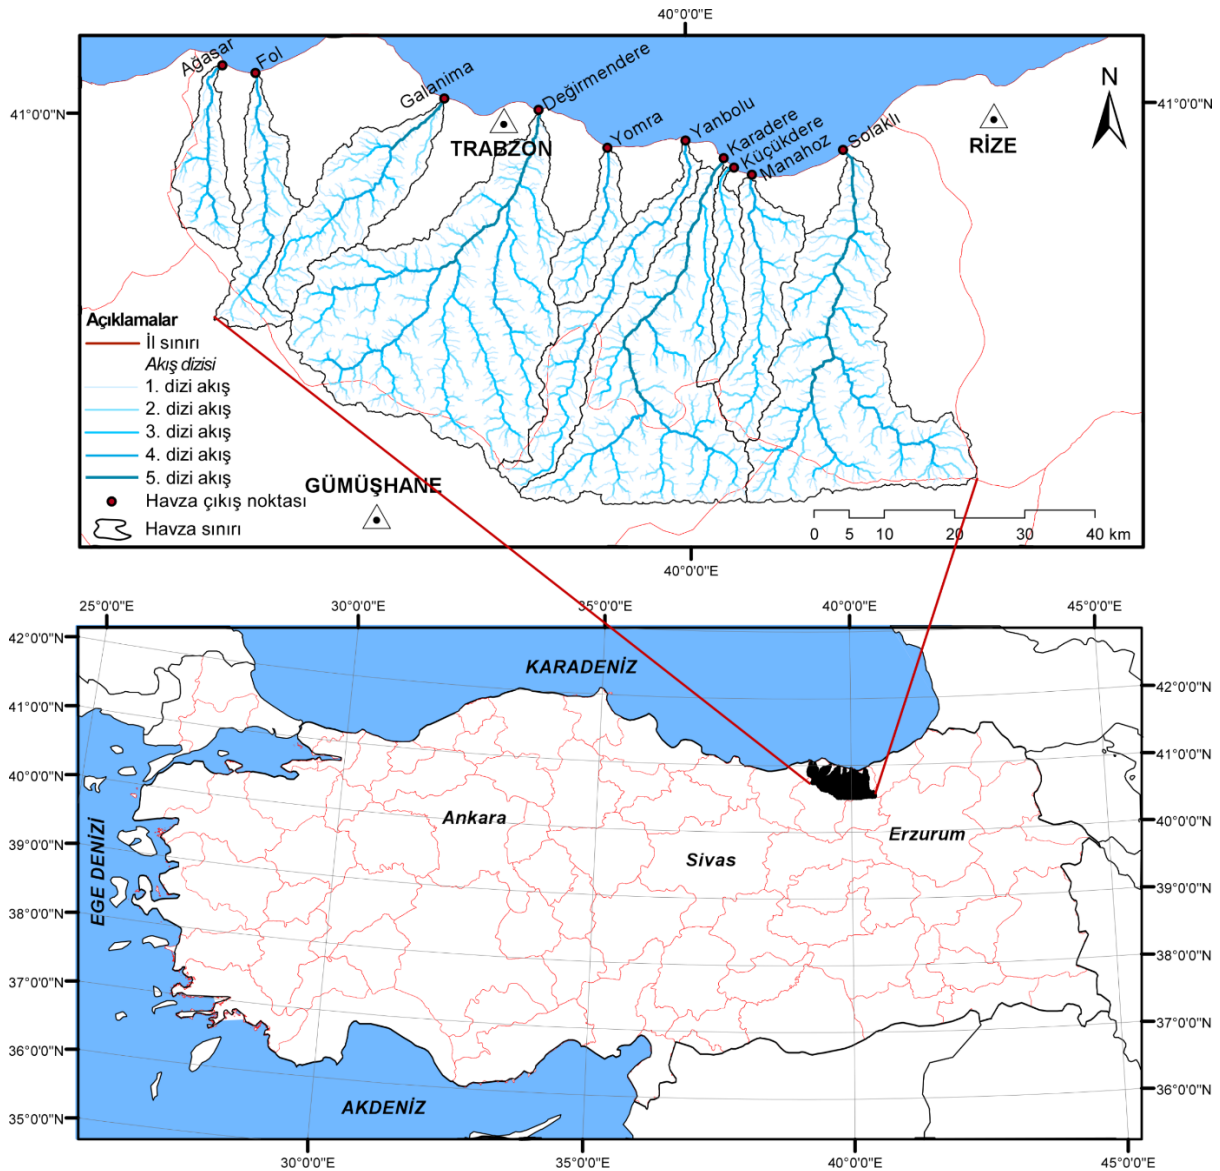 40°0'0"E
Ağasar
Fol
Galanima
Değirmendere
Yomra
Yanbolu
Karadere
Küçükdere
Manahoz
Solaklı
41°0'0"N
41°0'0"N
TRABZON
RİZE
N
GÜMÜŞHANE
Açıklamalar
İl sınırı
Akış dizisi
1. dizi akış
2. dizi akış
3. dizi akış
4. dizi akış
5. dizi akış
Havza çıkış noktası
Havza sınırı
0 5 10 20 30 40 km
40°0'0"E
25°0'0"E 30°0'0"E 35°0'0"E 40°0'0"E 45°0'0"E
42°0'0"N
41°0'0"N
40°0'0"N
39°0'0"N
38°0'0"N
37°0'0"N
36°0'0"N
35°0'0"N
KARADENİZ
EGE DENİZİ
Ankara
Sivas
Erzurum
AKDENİZ
42°0'0"N
41°0'0"N
40°0'0"N
39°0'0"N
38°0'0"N
37°0'0"N
36°0'0"N
30°0'0"E 35°0'0"E 40°0'0"E 45°0'0"E